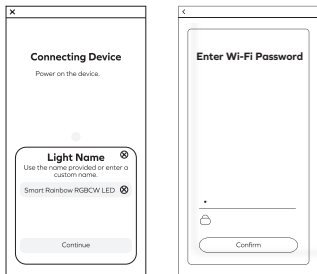 Connecting Device
Power on the device.
Light Name
Use the name provided or enter a
custom name.
Smart Rainbow RGBCW LED
Continue
Enter Wi-Fi Password
Confirm